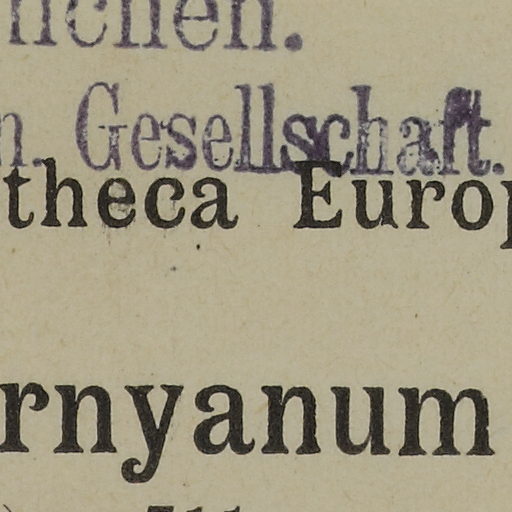 nchen.
n. Gesellschaft.
theca Europ
rnyanum